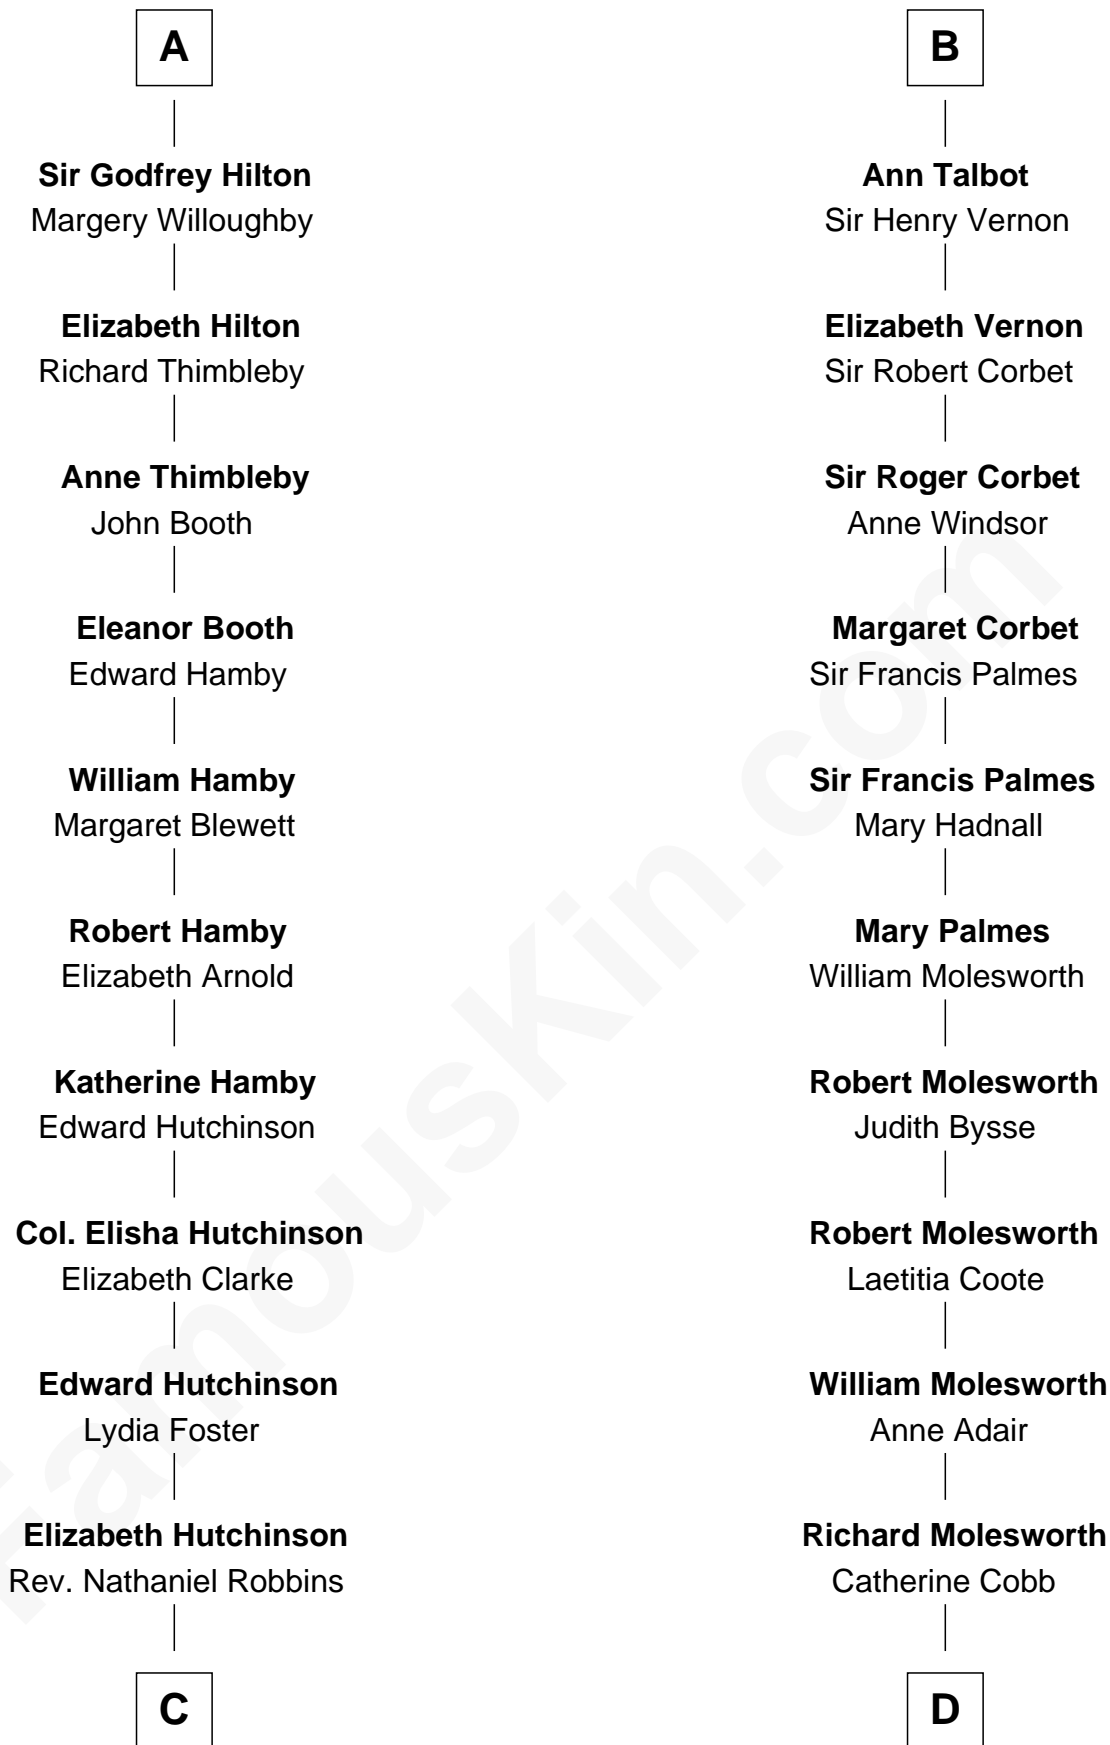 A
Sir Godfrey Hilton
Margery Willoughby
Elizabeth Hilton
Richard Thimbleby
Anne Thimbleby
John Booth
Eleanor Booth
Edward Hamby
William Hamby
Margaret Blewett
Robert Hamby
Elizabeth Arnold
Katherine Hamby
Edward Hutchinson
Col. Elisha Hutchinson
Elizabeth Clarke
Edward Hutchinson
Lydia Foster
Elizabeth Hutchinson
Rev. Nathaniel Robbins
C
B
Ann Talbot
Sir Henry Vernon
Elizabeth Vernon
Sir Robert Corbet
Sir Roger Corbet
Anne Windsor
Margaret Corbet
Sir Francis Palmes
Sir Francis Palmes
Mary Hadnall
Mary Palmes
William Molesworth
Robert Molesworth
Judith Bysse
Robert Molesworth
Laetitia Coote
William Molesworth
Anne Adair
Richard Molesworth
Catherine Cobb
D
FamousKin.com